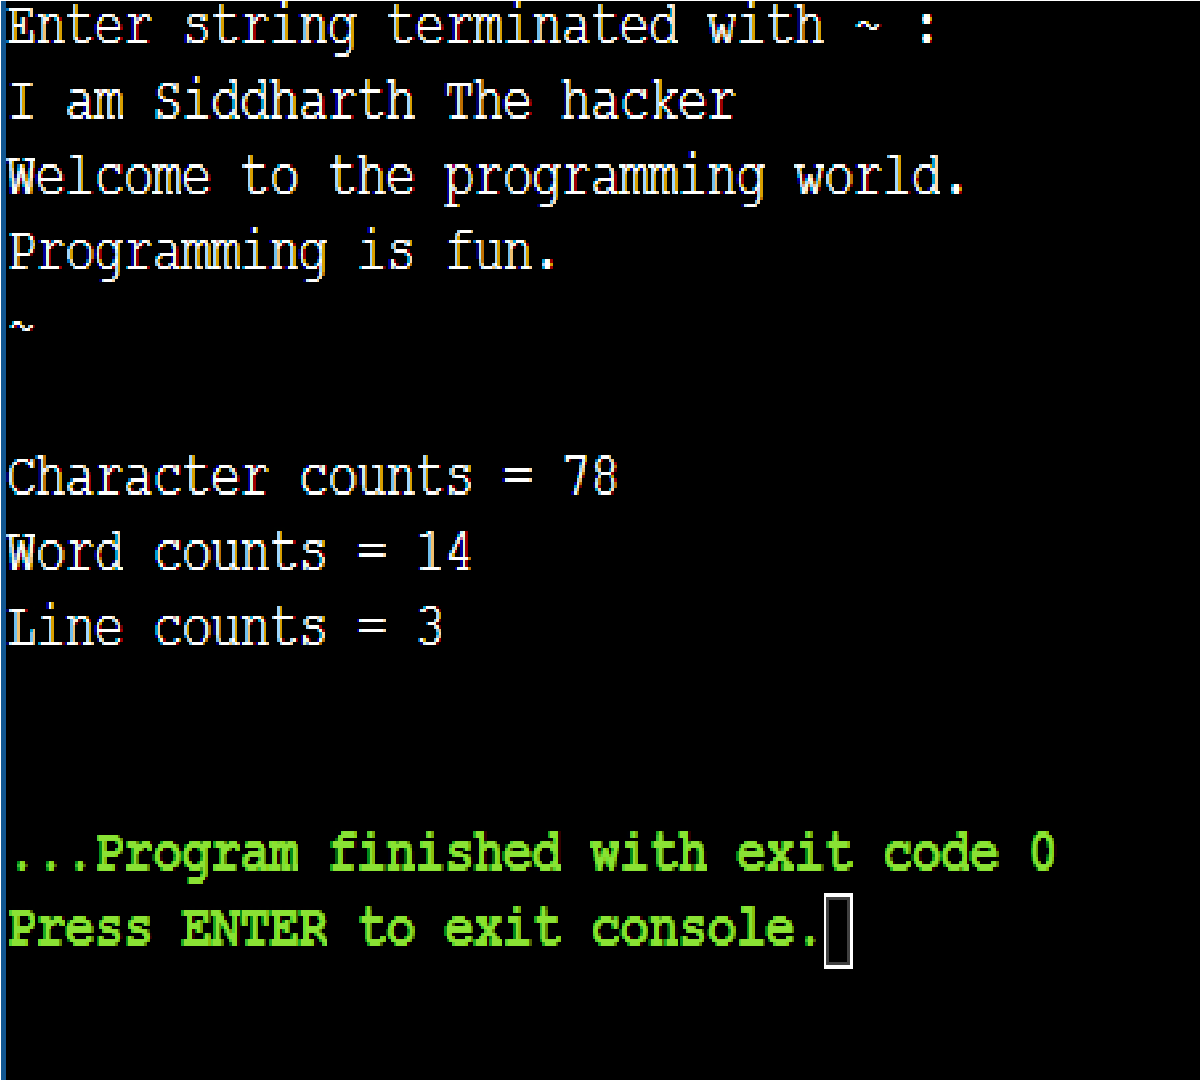 Enter string terminated with ~ :
I am Siddharth The hacker
Welcome to the programming world.
Programming is fun.
~
Character counts = 78
Word counts = 14
Line counts = 3
...Program finished with exit code 0
Press ENTER to exit console.